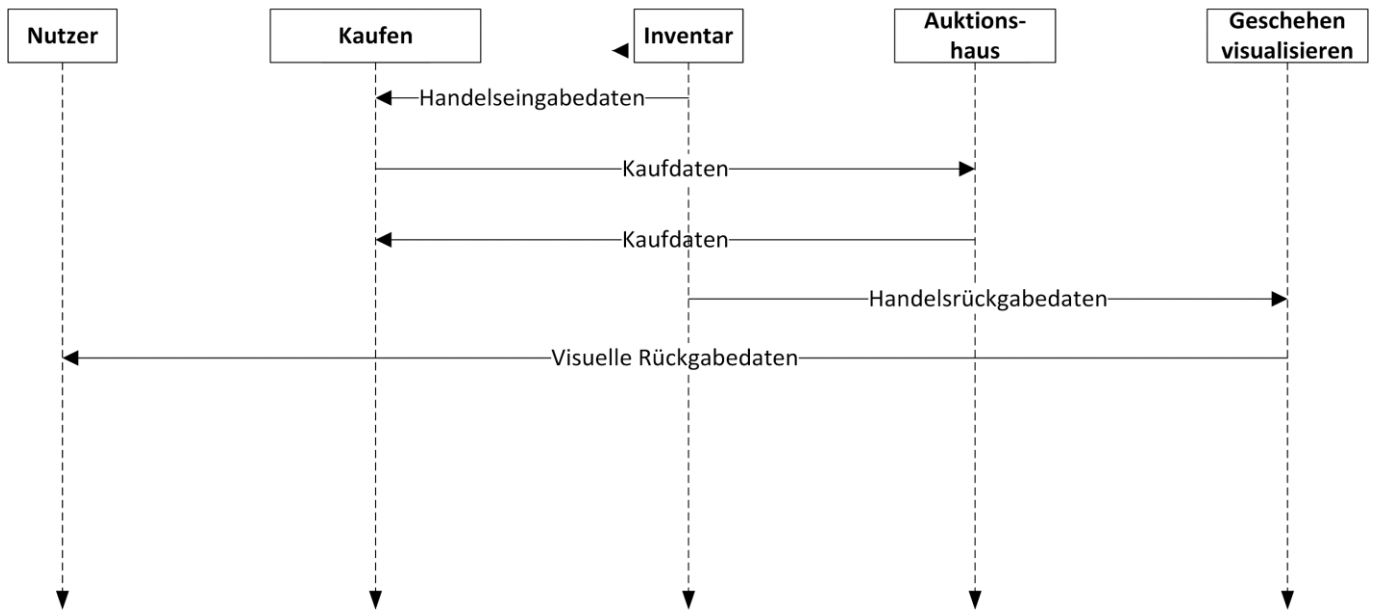 Nutzer
Kaufen
Inventar
Auktions-
haus
Geschehen
visualisieren
Handelseingabedaten
Kaufdaten
Kaufdaten
Handelsrückgabedaten
Visuelle Rückgabedaten